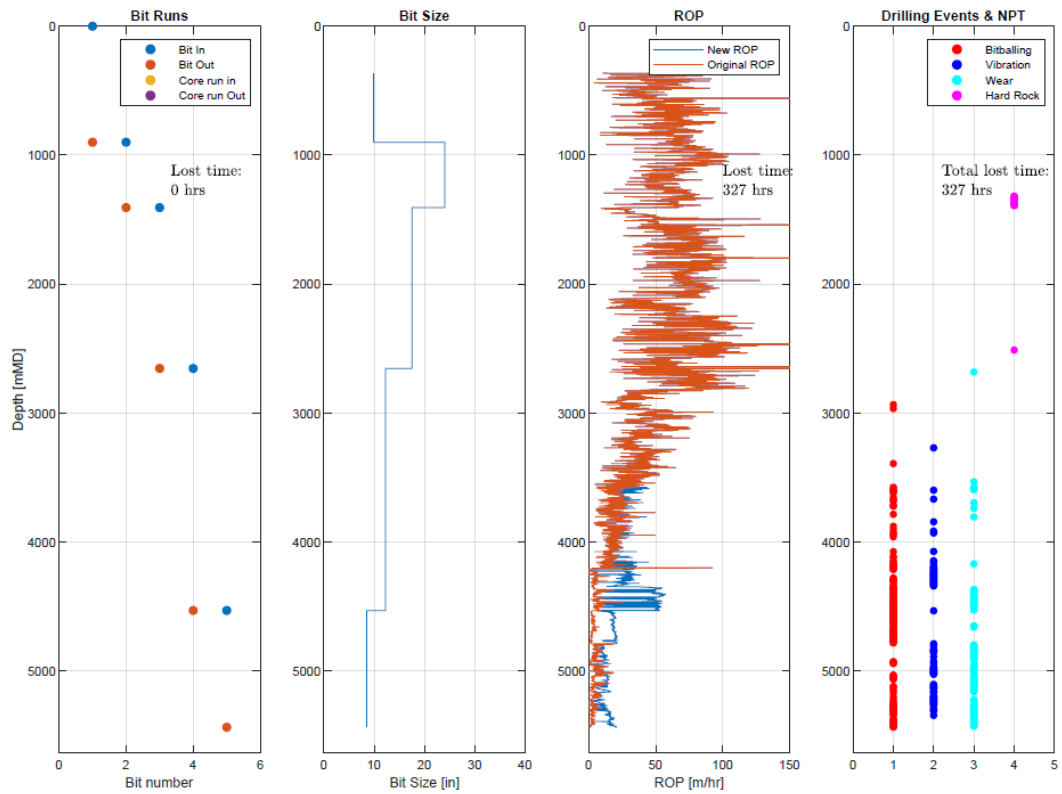 Bit Runs
Bit Size
ROP
Drilling Events & NPT
Bit In
Bit Out
Core run in
Core run Out
New ROP
Original ROP
Bitballing
Vibration
Wear
Hard Rock
Lost time:
0 hrs
Lost time:
327 hrs
Total lost time:
327 hrs
Depth [mMD]
0
1000
2000
3000
4000
5000
0
1000
2000
3000
4000
5000
0
1000
2000
3000
4000
5000
0
1000
2000
3000
4000
5000
0 2 4 6
0 10 20 30 40
0 50 100 150
0 1 2 3 4 5
Bit number
Bit Size [in]
ROP [m/hr]